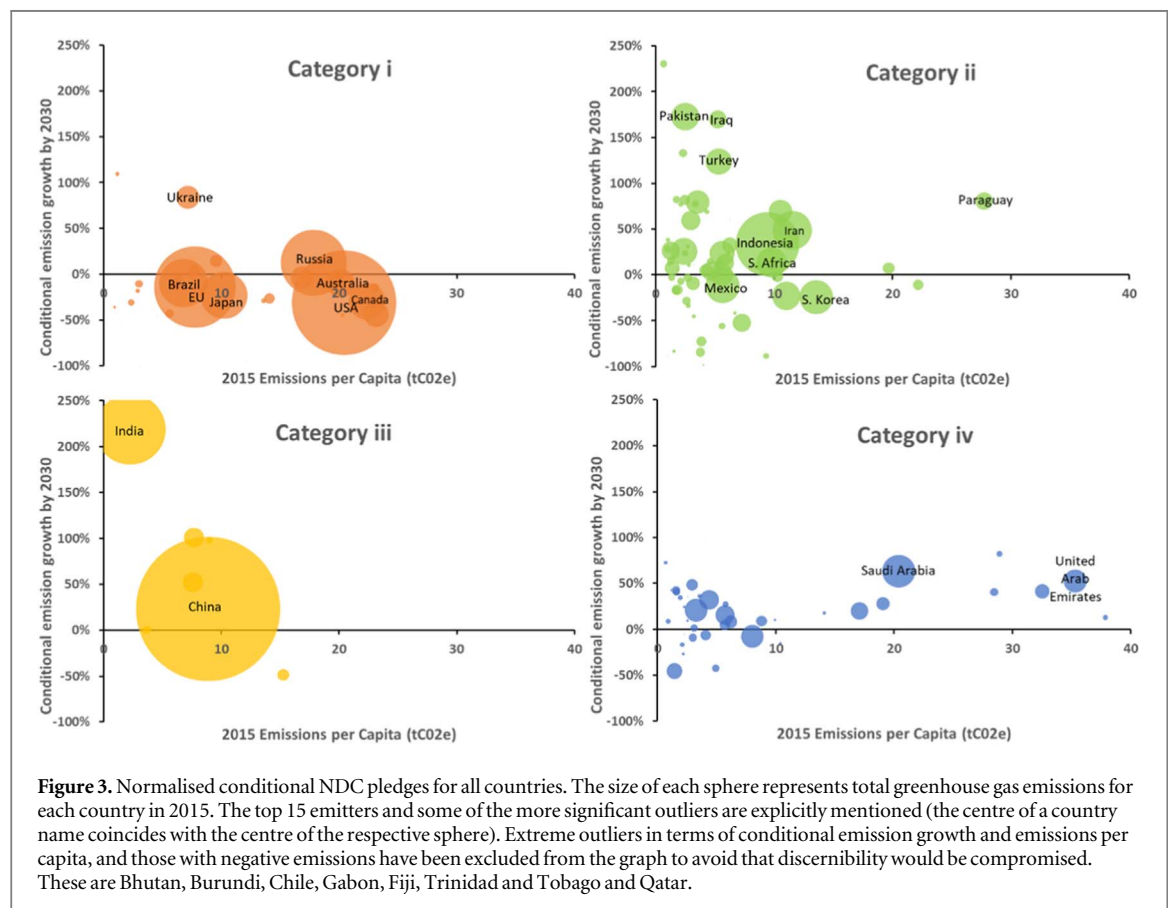 Category i
Conditional emission growth by 2030
250%
200%
150%
100%
50%
0%
-50%
-100%
0
10
20
30
40
Ukraine
Russia
Brazil
EU
Japan
Australia
Canada
USA
2015 Emissions per Capita (tC02e)
Category ii
Conditional emission growth by 2030
250%
200%
150%
100%
50%
0%
-50%
-100%
0
10
20
30
40
Pakistan
Iraq
Turkey
Paraguay
Iran
Indonesia
S. Africa
Mexico
S. Korea
2015 Emissions per Capita (tC02e)
Category iii
Conditional emission growth by 2030
250%
200%
150%
100%
50%
0%
-50%
-100%
0
10
20
30
40
India
China
2015 Emissions per Capita (tC02e)
Category iv
Conditional emission growth by 2030
250%
200%
150%
100%
50%
0%
-50%
-100%
0
10
20
30
40
Saudi Arabia
United
Arab
Emirates
2015 Emissions per Capita (tC02e)
Figure 3. Normalised conditional NDC pledges for all countries. The size of each sphere represents total greenhouse gas emissions for
each country in 2015. The top 15 emitters and some of the more significant outliers are explicitly mentioned (the centre of a country
name coincides with the centre of the respective sphere). Extreme outliers in terms of conditional emission growth and emissions per
capita, and those with negative emissions have been excluded from the graph to avoid that discernibility would be compromised.
These are Bhutan, Burundi, Chile, Gabon, Fiji, Trinidad and Tobago and Qatar.